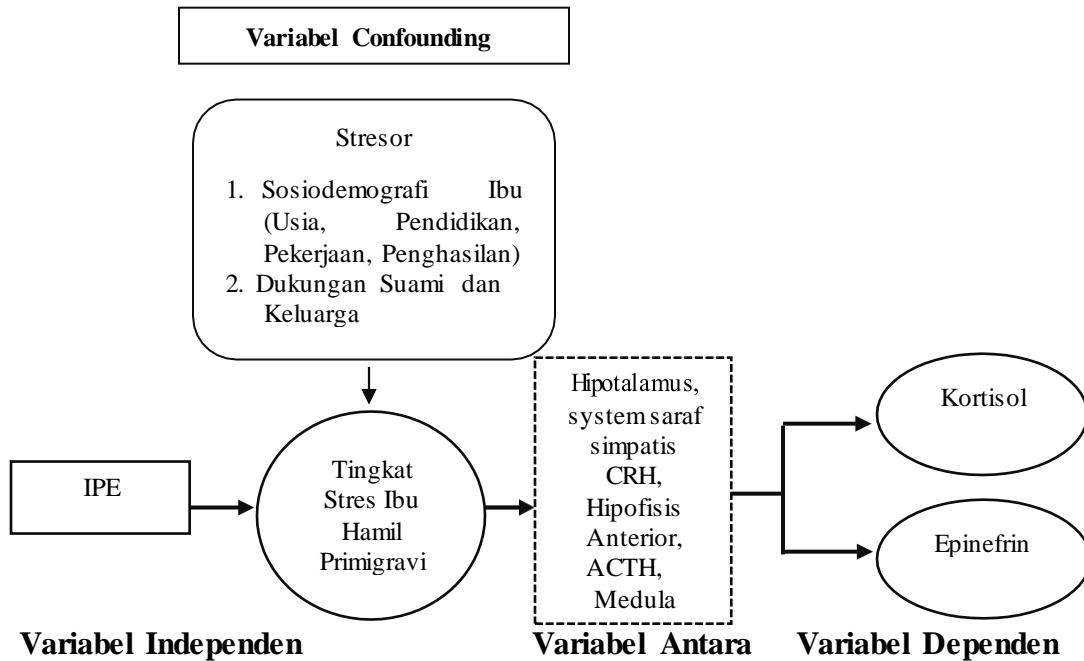 Variabel Confounding
Stresor
1. Sosiodemografi Ibu
(Usia, Pendidikan,
Pekerjaan, Penghasilan)
2. Dukungan Suami dan
Keluarga
IPE
Tingkat
Stres Ibu
Hamil
Primigravi
Hipotalamus,
system saraf
simpatis
CRH,
Hipofisis
Anterior,
ACTH,
Medula
Kortisol
Epinefrin
Variabel Independen
Variabel Antara
Variabel Dependen